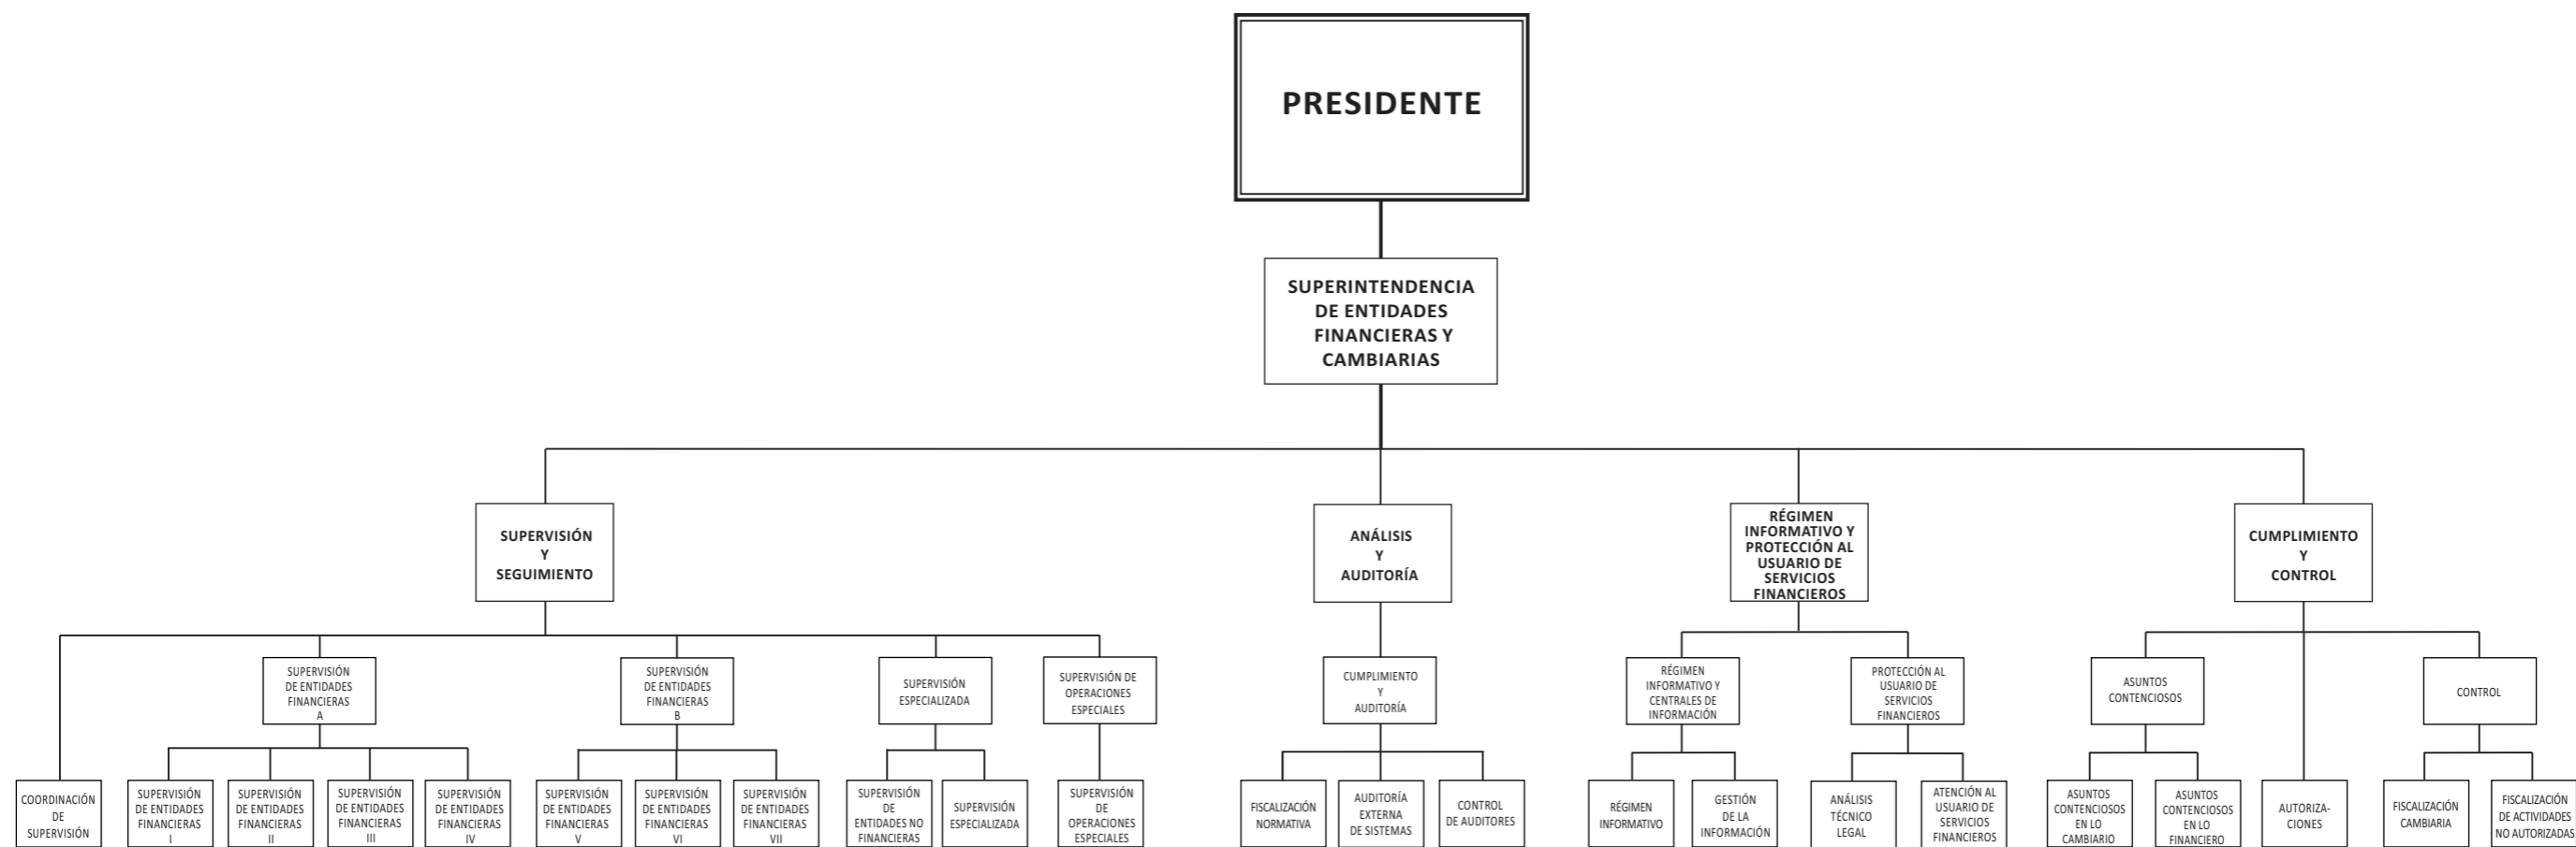 PRESIDENTE
SUPERINTENDENCIA
DE ENTIDADES
FINANCIERAS Y
CAMBIARIAS
SUPERVISIÓN
Y
SEGUIMIENTO
ANÁLISIS
Y
AUDITORÍA
RÉGIMEN
INFORMATIVO Y
PROTECCIÓN AL
USUARIO DE
SERVICIOS
FINANCIEROS
CUMPLIMIENTO
Y
CONTROL
SUPERVISIÓN
DE ENTIDADES
FINANCIERAS
A
SUPERVISIÓN
DE ENTIDADES
FINANCIERAS
B
SUPERVISIÓN
ESPECIALIZADA
SUPERVISIÓN DE
OPERACIONES
ESPECIALES
CUMPLIMIENTO
Y
AUDITORÍA
RÉGIMEN
INFORMATIVO Y
CENTRALES DE
INFORMACIÓN
PROTECCIÓN AL
USUARIO DE
SERVICIOS
FINANCIEROS
ASUNTOS
CONTENCIOSOS
CONTROL
COORDINACIÓN
DE
SUPERVISIÓN
SUPERVISIÓN
DE ENTIDADES
FINANCIERAS
I
SUPERVISIÓN
DE ENTIDADES
FINANCIERAS
II
SUPERVISIÓN
DE ENTIDADES
FINANCIERAS
III
SUPERVISIÓN
DE ENTIDADES
FINANCIERAS
IV
SUPERVISIÓN
DE ENTIDADES
FINANCIERAS
V
SUPERVISIÓN
DE ENTIDADES
FINANCIERAS
VI
SUPERVISIÓN
DE ENTIDADES
FINANCIERAS
VII
SUPERVISIÓN
DE
ENTIDADES NO
FINANCIERAS
SUPERVISIÓN
ESPECIALIZADA
SUPERVISIÓN
DE
OPERACIONES
ESPECIALES
FISCALIZACIÓN
NORMATIVA
AUDITORÍA
EXTERNA
DE SISTEMAS
CONTROL
DE AUDITORES
RÉGIMEN
INFORMATIVO
GESTIÓN
DE LA
INFORMACIÓN
ANÁLISIS
TÉCNICO
LEGAL
ATENCIÓN AL
USUARIO DE
SERVICIOS
FINANCIEROS
ASUNTOS
CONTENCIOSOS
EN LO
CAMBIARIO
ASUNTOS
CONTENCIOSOS
EN LO
FINANCIERO
AUTORIZA-
CIONES
FISCALIZACIÓN
CAMBIARIA
FISCALIZACIÓN
DE ACTIVIDADES
NO AUTORIZADAS